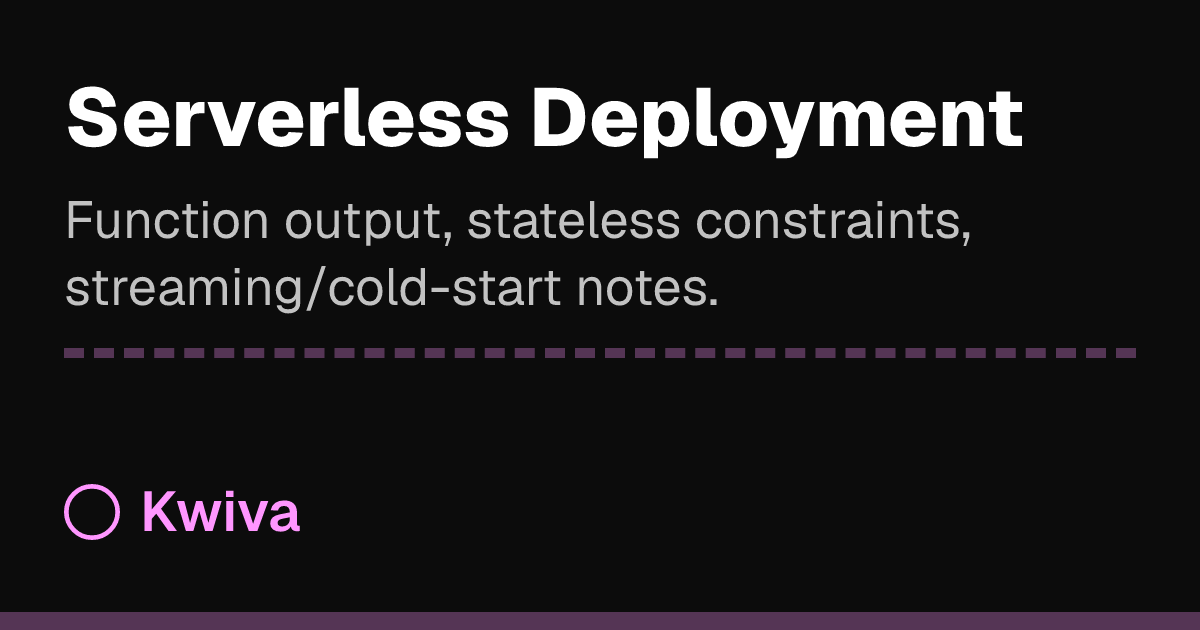 Serverless Deployment
Function output, stateless constraints,
streaming/cold-start notes.
Kwiva